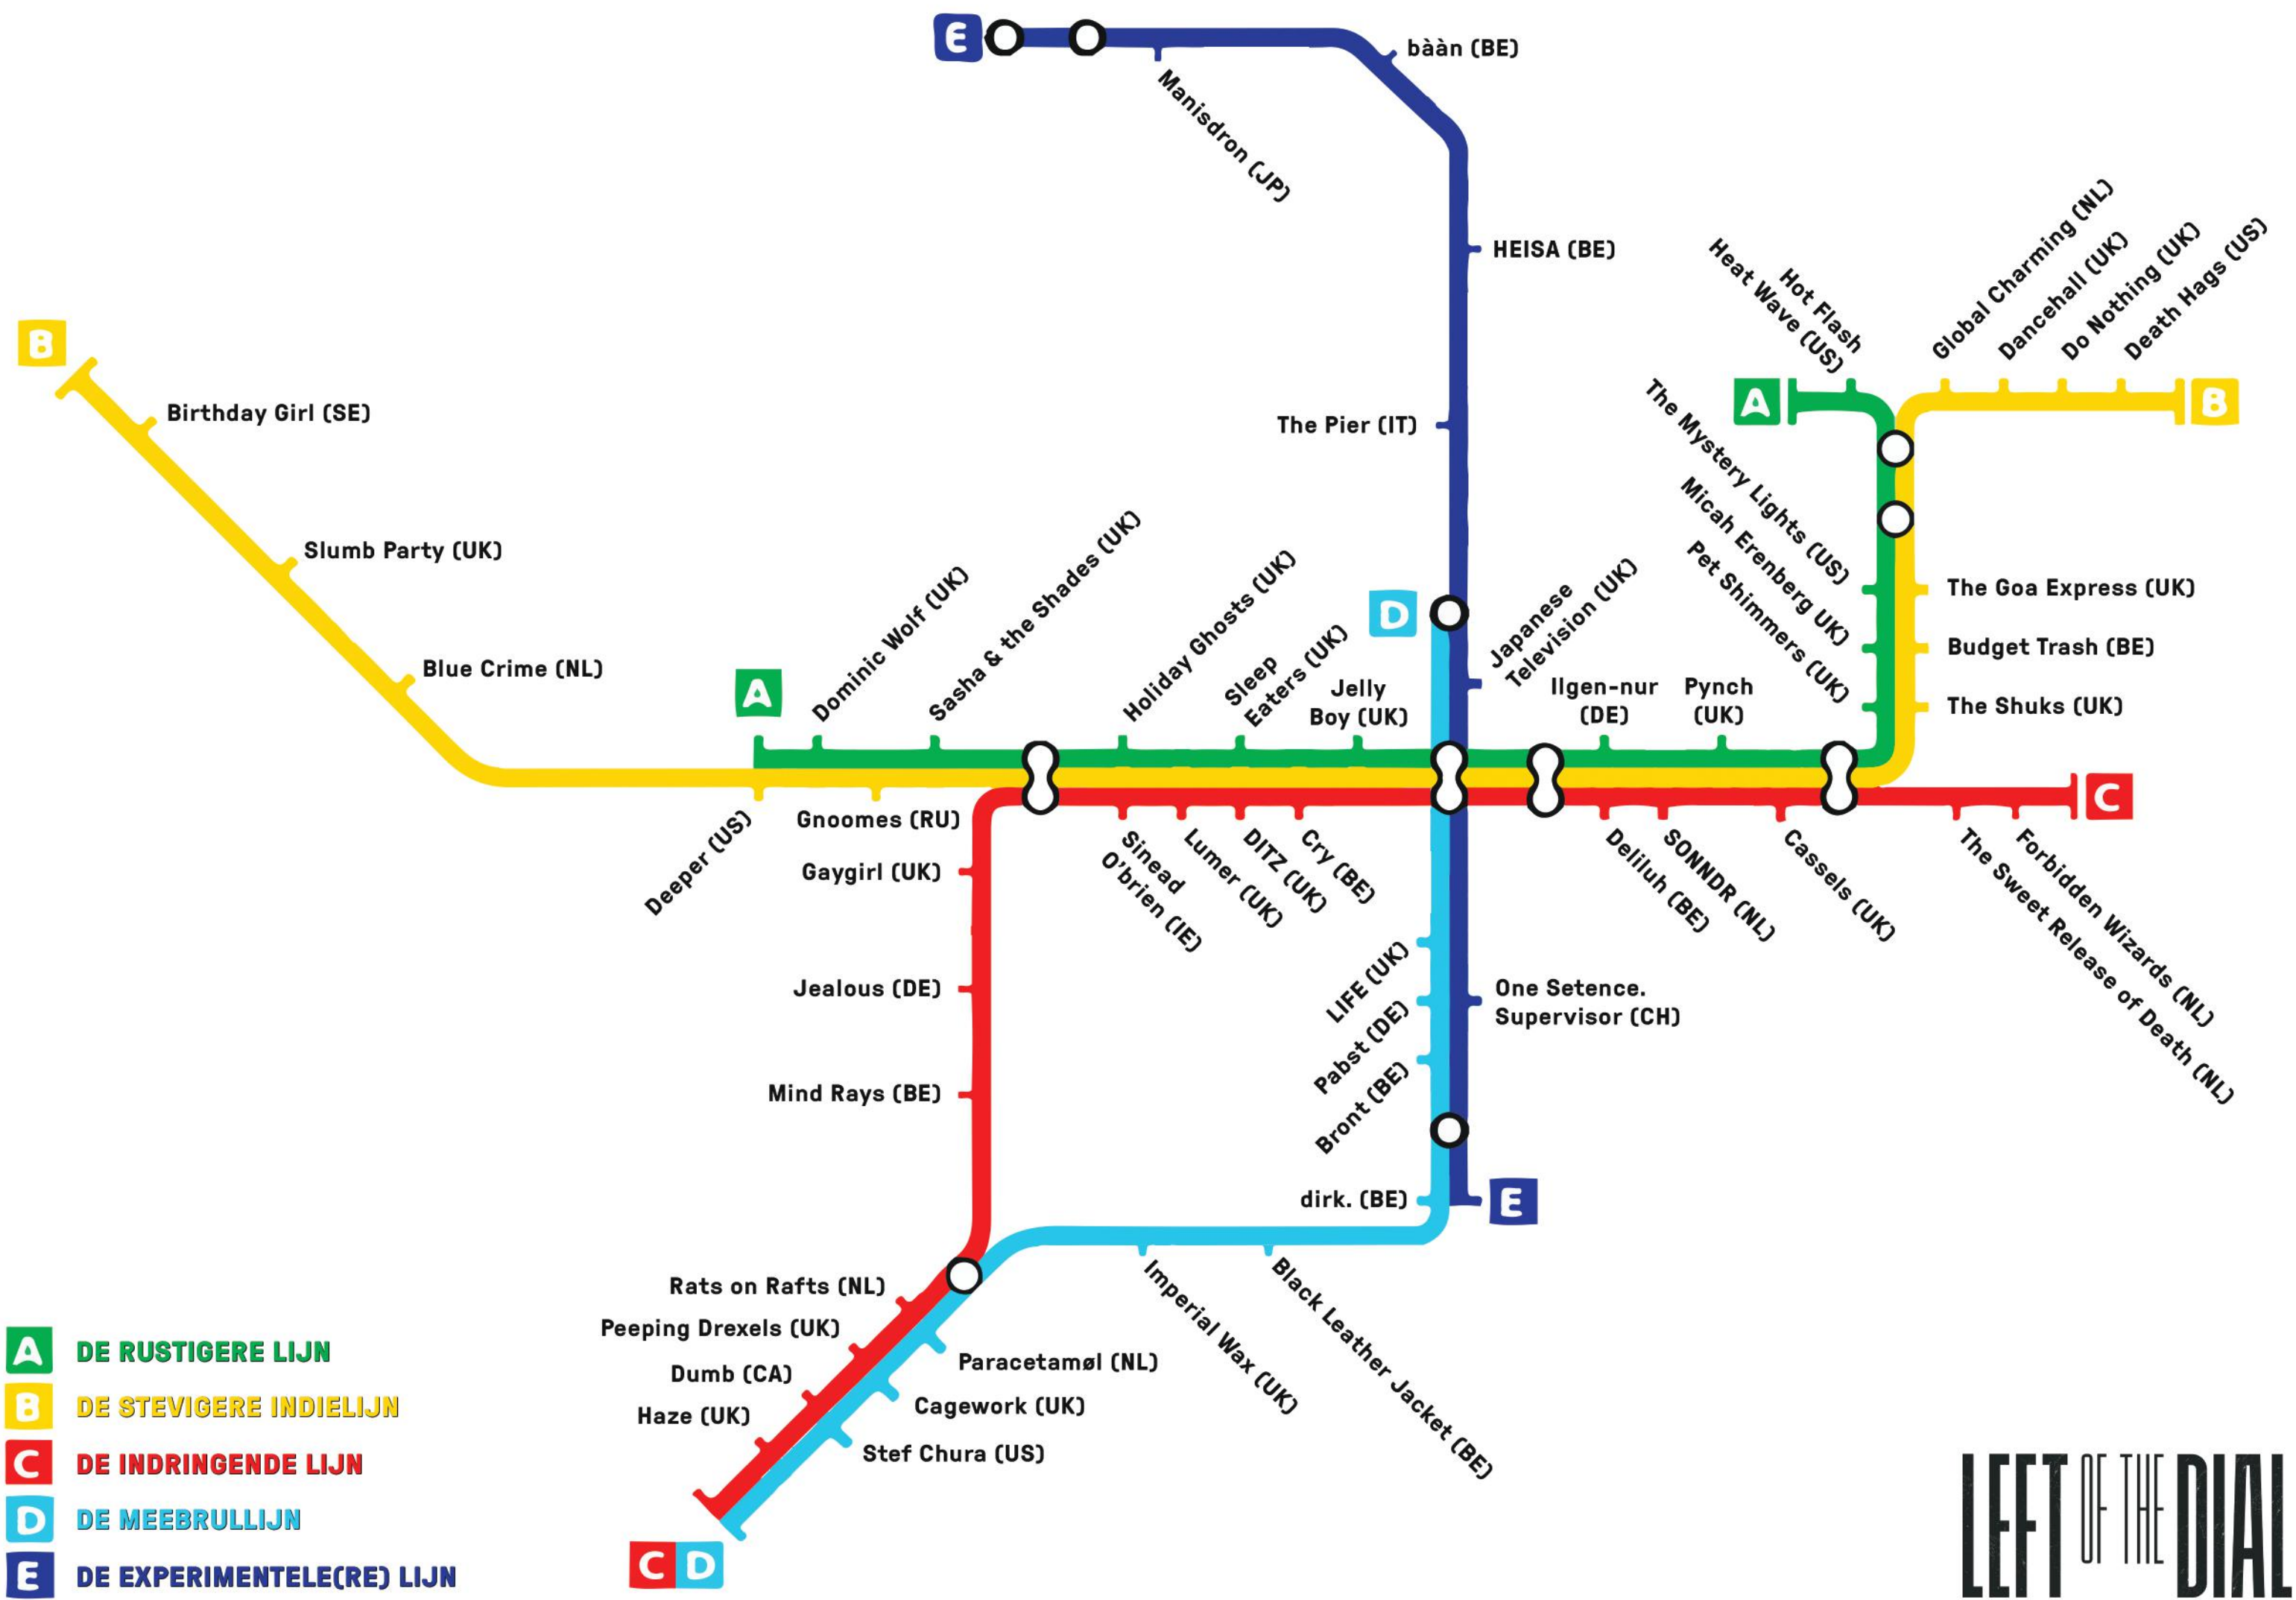 E
bààn (BE)
Manisdron (JP)
HEISA (BE)
The Pier (IT)
Hot Flash
Heat Wave (US)
Global Charming (NL)
Dancehall (UK)
Do Nothing (UK)
Death Hags (US)
A
B
B
Birthday Girl (SE)
Slumb Party (UK)
Blue Crime (NL)
A
Dominic Wolf (UK)
Sasha & the Shades (UK)
Holiday Ghosts (UK)
Sleep
Eaters (UK)
Jelly
Boy (UK)
D
Japanese
Television (UK)
Ilgen-nur
(DE)
Pynch
(UK)
The Mystery Lights (US)
Micah Erenberg UK)
Pet Shimmers (UK)
The Goa Express (UK)
Budget Trash (BE)
The Shuks (UK)
C
Deeper (US)
Gnoomes (RU)
Gaygirl (UK)
Jealous (DE)
Mind Rays (BE)
Sinead
O'brien (IE)
Lumer (UK)
DITZ (UK)
Cry (BE)
Deliluh (BE)
SONNDR (NL)
Cassels (UK)
The Sweet Release of Death (NL)
Forbidden Wizards (NL)
LIFE (UK)
Pabst (DE)
Bront (BE)
One Setence.
Supervisor (CH)
dirk. (BE)
E
Imperial Wax (UK)
Black Leather Jacket (BE)
Rats on Rafts (NL)
Peeping Drexels (UK)
Dumb (CA)
Haze (UK)
Paracetamøl (NL)
Cagework (UK)
Stef Chura (US)
C D
A DE RUSTIGERE LIJN
B DE STEVIGERE INDIELIJN
C DE INDRINGENDE LIJN
D DE MEEBRULLIJN
E DE EXPERIMENTELE(RE) LIJN
LEFT OF THE DIAL